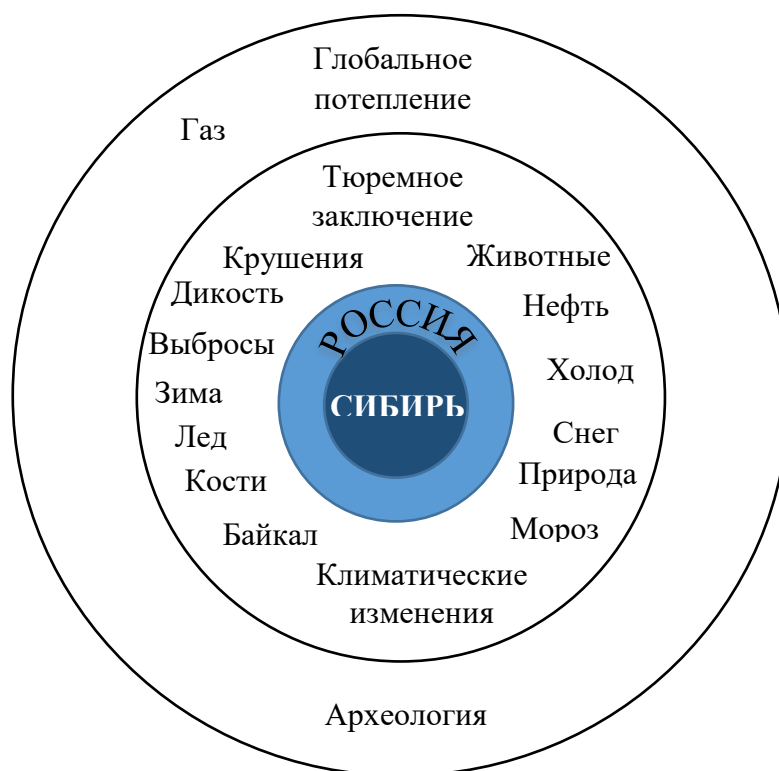 Глобальное
потепление
Газ
Тюремное
заключение
Крушения
Животные
Дикость
Нефть
РОССИЯ
Выбросы
Холод
Зима
СИБИРЬ
Лед
Снег
Кости
Природа
Байкал
Мороз
Климатические
изменения
Археология